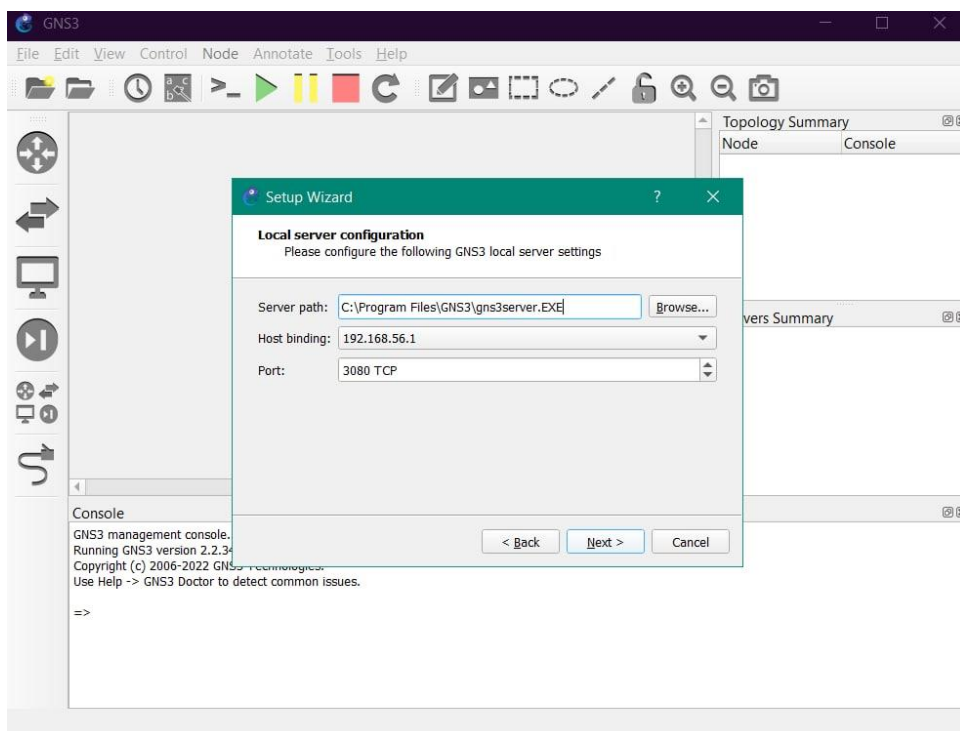 GNS3
File Edit View Control Node Annotate Tools Help
Topology Summary
Node Console
Setup Wizard ? ×
Local server configuration
Please configure the following GNS3 local server settings
Server path: C:\Program Files\GNS3\gns3server.EXE Browse...
Host binding: 192.168.56.1
Port: 3080 TCP
< Back Next > Cancel
vers Summary
Console
GNS3 management console.
Running GNS3 version 2.2.34
Copyright (c) 2006-2022 GNS3 Technologies.
Use Help -> GNS3 Doctor to detect common issues.
=>